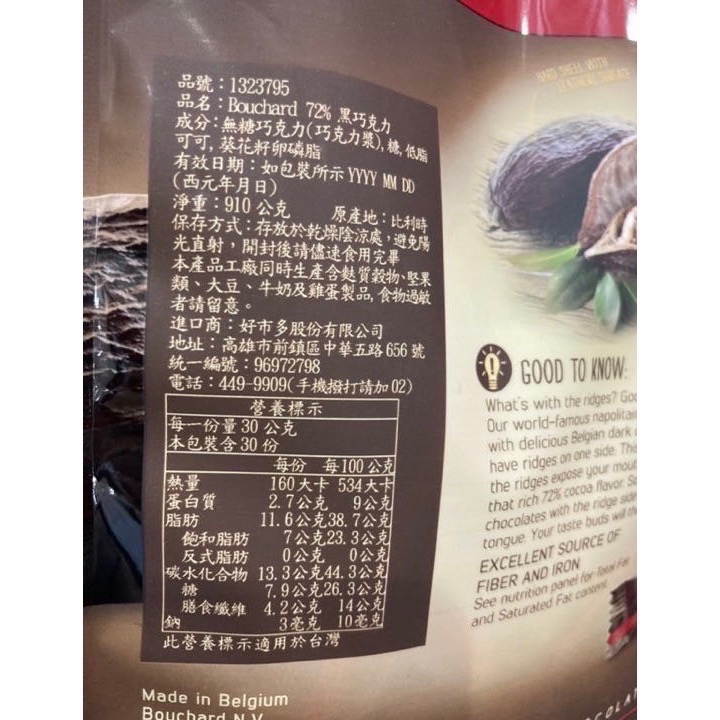 品號：1323795
品名：Bouchard 72% 黑巧克力
成分：無糖巧克力(巧克力漿), 糖, 低脂
可可, 葵花籽卵磷脂
有效日期：如包裝所示 YYYY MM DD
(西元年月日)
淨重：910 公克 原產地：比利時
保存方式：存放於乾燥陰涼處，避免陽
光直射，開封後請儘速食用完畢
本產品工廠同時生產含麩質穀物、堅果
類、大豆、牛奶及雞蛋製品, 食物過敏
者請留意。
進口商：好市多股份有限公司
地址：高雄市前鎮區中華五路 656 號
統一編號：96972798
電話：449-9909(手機撥打請加 02)
營養標示
每一份量 30 公克
本包裝含 30 份
每份 每100 公克
熱量 160 大卡 534 大卡
蛋白質 2.7 公克 9 公克
脂肪 11.6 公克 38.7 公克
飽和脂肪 7 公克 23.3 公克
反式脂肪 0 公克 0 公克
碳水化合物 13.3 公克 44.3 公克
糖 7.9 公克 26.3 公克
膳食纖維 4.2 公克 14 公克
鈉 3 毫克 10 毫克
此營養標示適用於台灣
Made in Belgium
Bouchard N.V.
HARD SHELL WITH
GOOD TO KNOW:
What's with the ridges?
Our world-famous napolitai
with delicious Belgian dark
have ridges on one side. The
the ridges expose your mout
that rich 72% cocoa flavor. So
chocolates with the ridge side
tongue. Your taste buds will
EXCELLENT SOURCE OF
FIBER AND IRON
See nutrition panel for Total Fat
and Saturated Fat content